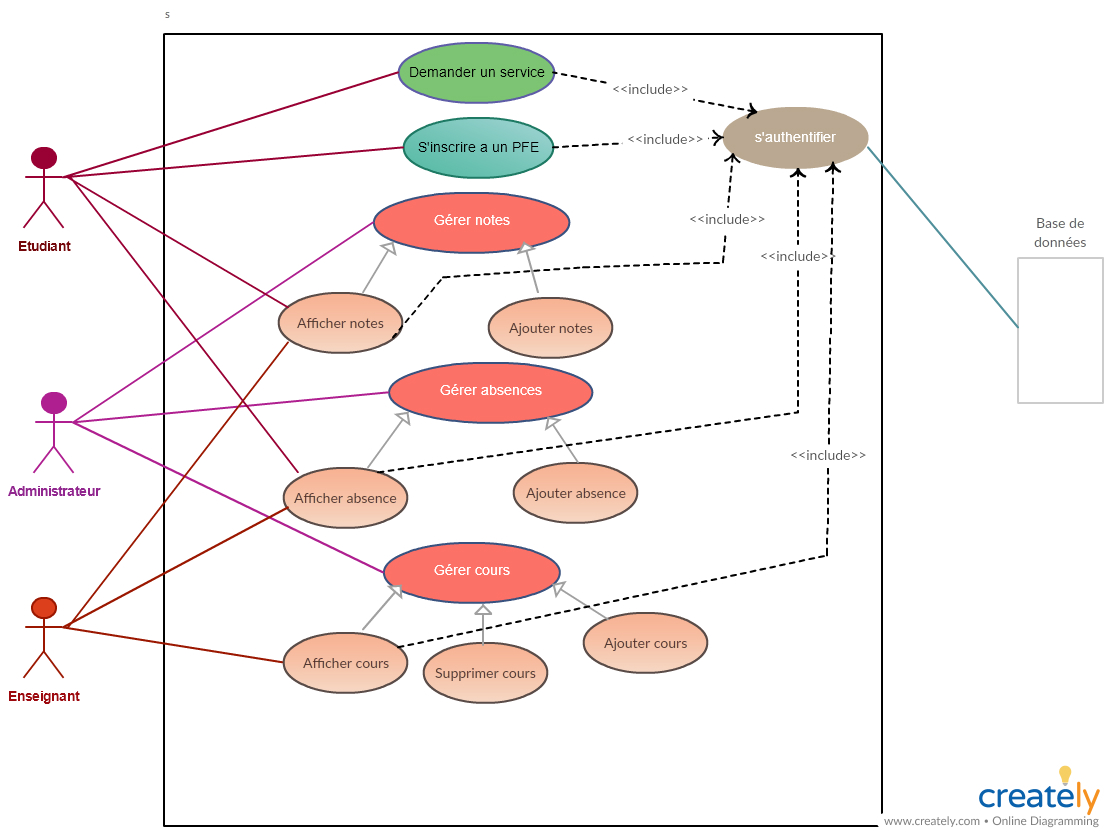 s
Demander un service
<<include>>
S'inscrire a un PFE
<<include>>
s'authentifier
Etudiant
Gérer notes
<<include>>
Base de
données
<<include>>
Afficher notes
Ajouter notes
Gérer absences
Administrateur
<<include>>
Afficher absence
Ajouter absence
Gérer cours
Enseignant
Afficher cours
Supprimer cours
Ajouter cours
creately
www.creately.com • Online Diagramming